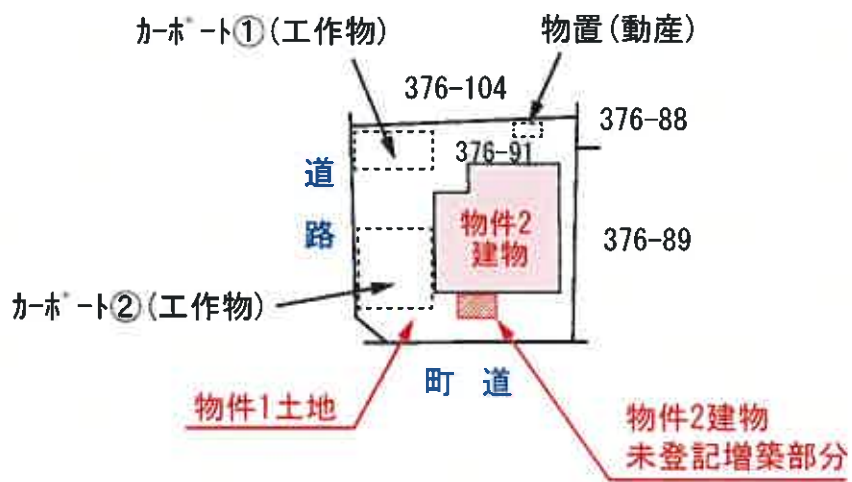 カーポート①(工作物)
物置(動産)
376-104
376-88
376-91
道
路
物件2
建物
376-89
カーポート②(工作物)
町 道
物件1土地
物件2建物
未登記増築部分